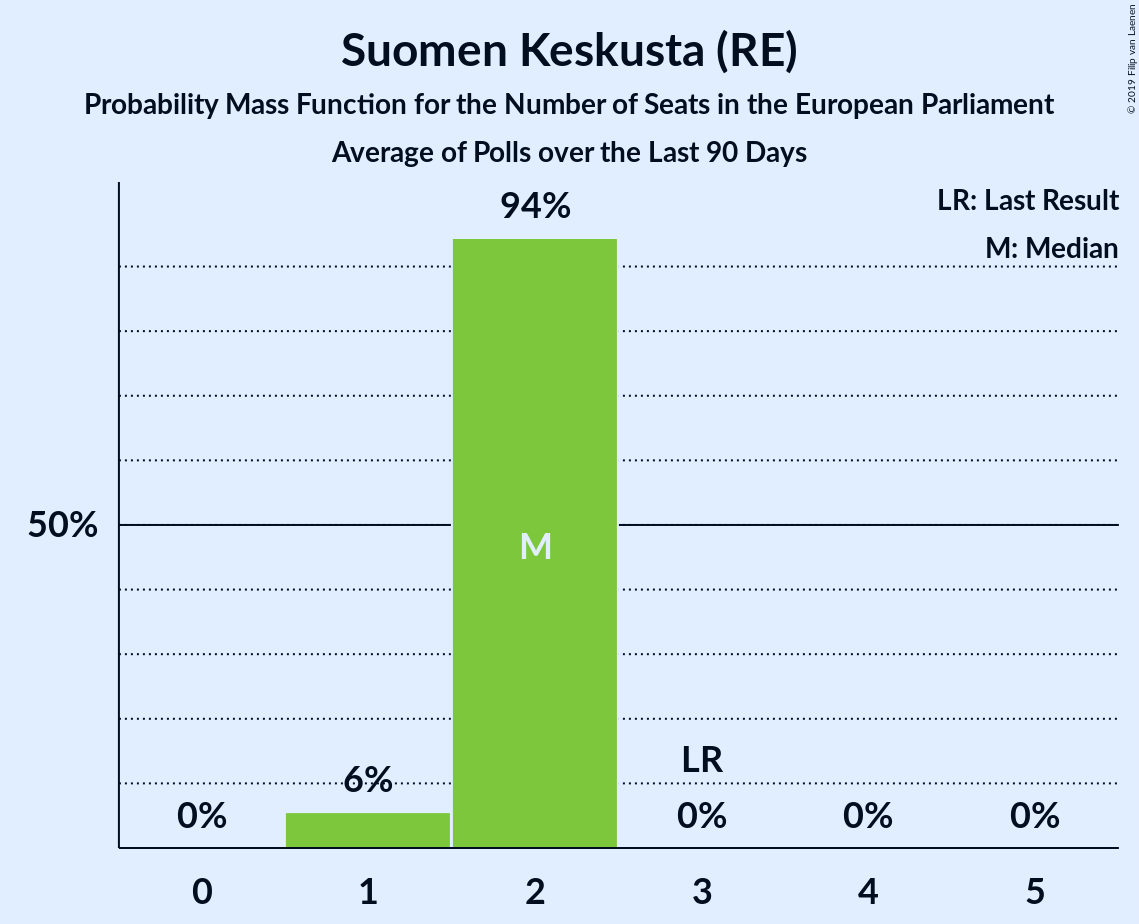 Suomen Keskusta (RE)
Probability Mass Function for the Number of Seats in the European Parliament
Average of Polls over the Last 90 Days
© 2019 Filip van Laenen
LR: Last Result
M: Median
94%
50%
M
LR
6%
0%
0%
0%
0%
0 1 2 3 4 5